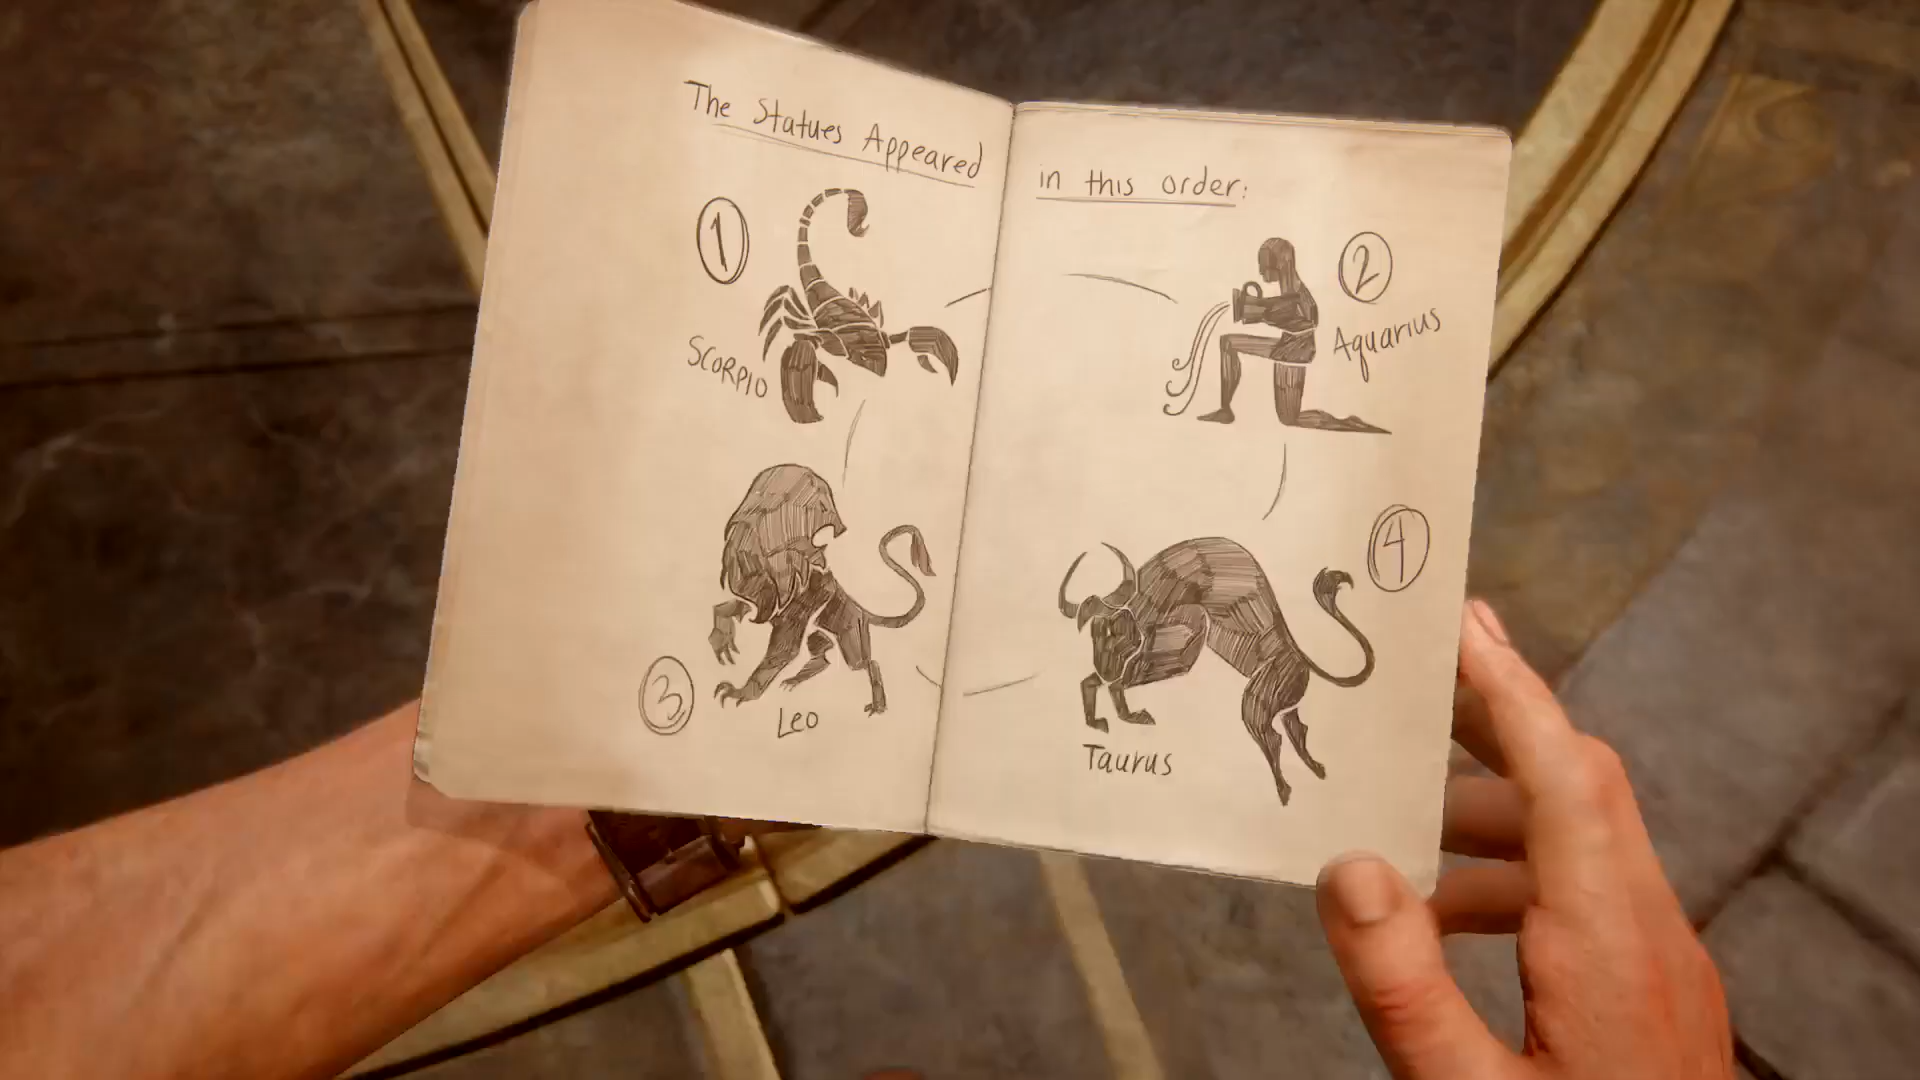 The Statues Appeared
in this order:
1
Scorpio
2
Aquarius
3
Leo
4
Taurus